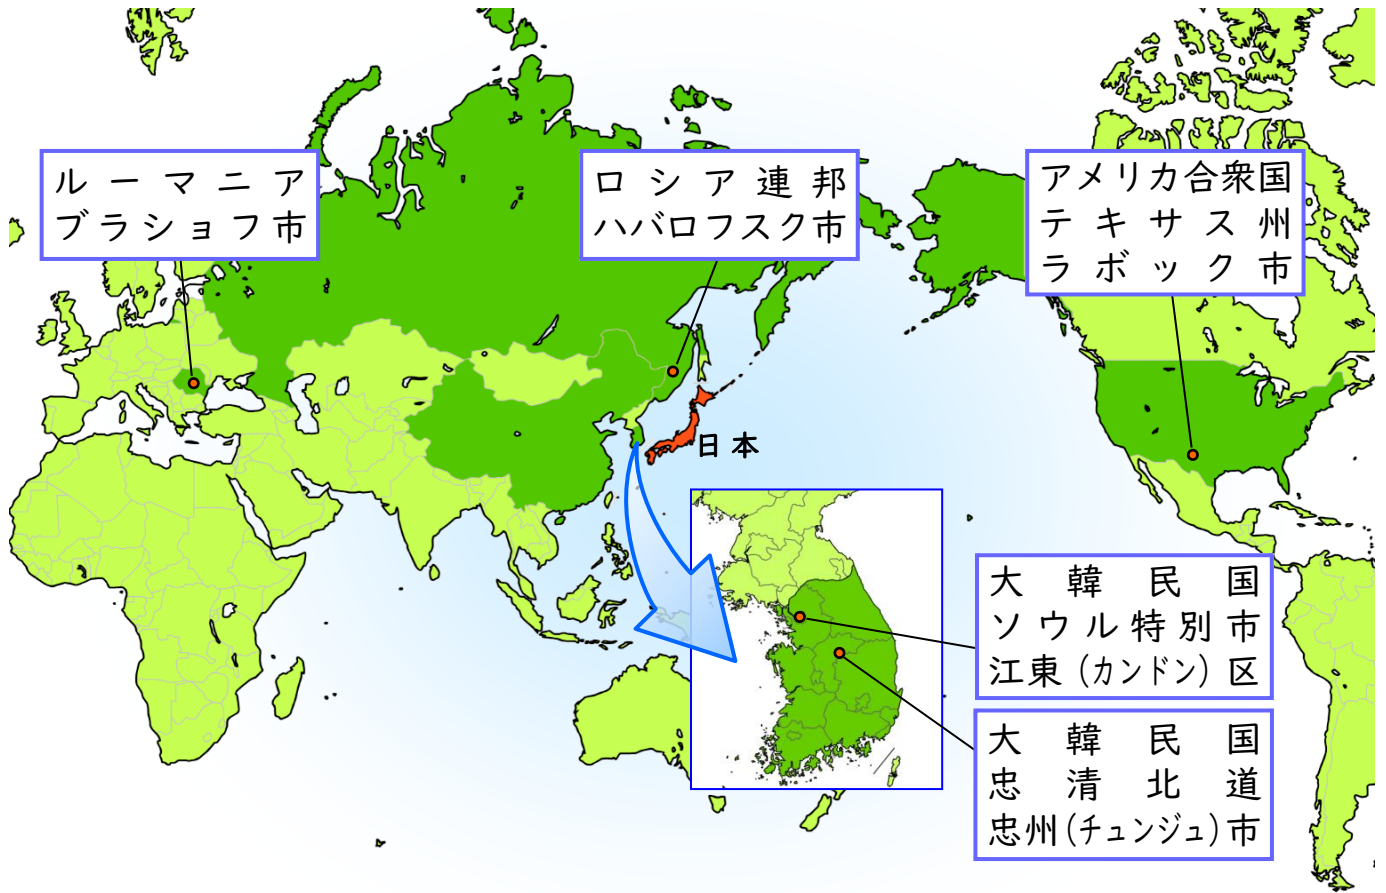 ルーマニア
ブラショフ市
ロシア連邦
ハバロフスク市
アメリカ合衆国
テキサス州
ラボック市
日本
大韓民国
ソウル特別市
江東(カンドン)区
大韓民国
忠清北道
忠州(チュンジュ)市